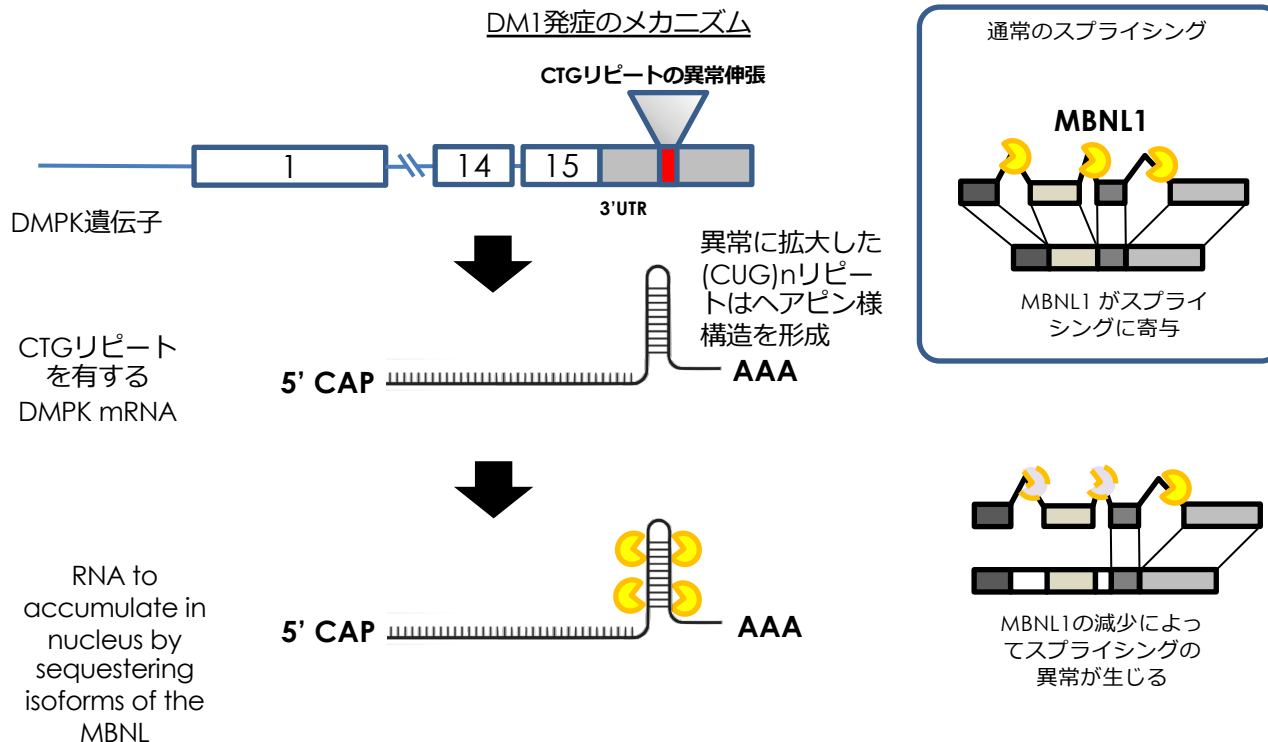 DM1発症のメカニズム
CTGリピートの異常伸張
1
14
15
3’UTR
DMPK遺伝子
異常に拡大した
(CUG)nリピー
トはヘアピン様
構造を形成
CTGリピート
を有する
DMPK mRNA
5’ CAP
AAA
RNA to
accumulate in
nucleus by
sequestering
isoforms of the
MBNL
5’ CAP
AAA
通常のスプライシング
MBNL1
MBNL1 がスプライ
シングに寄与
MBNL1の減少によっ
てスプライシングの
異常が生じる